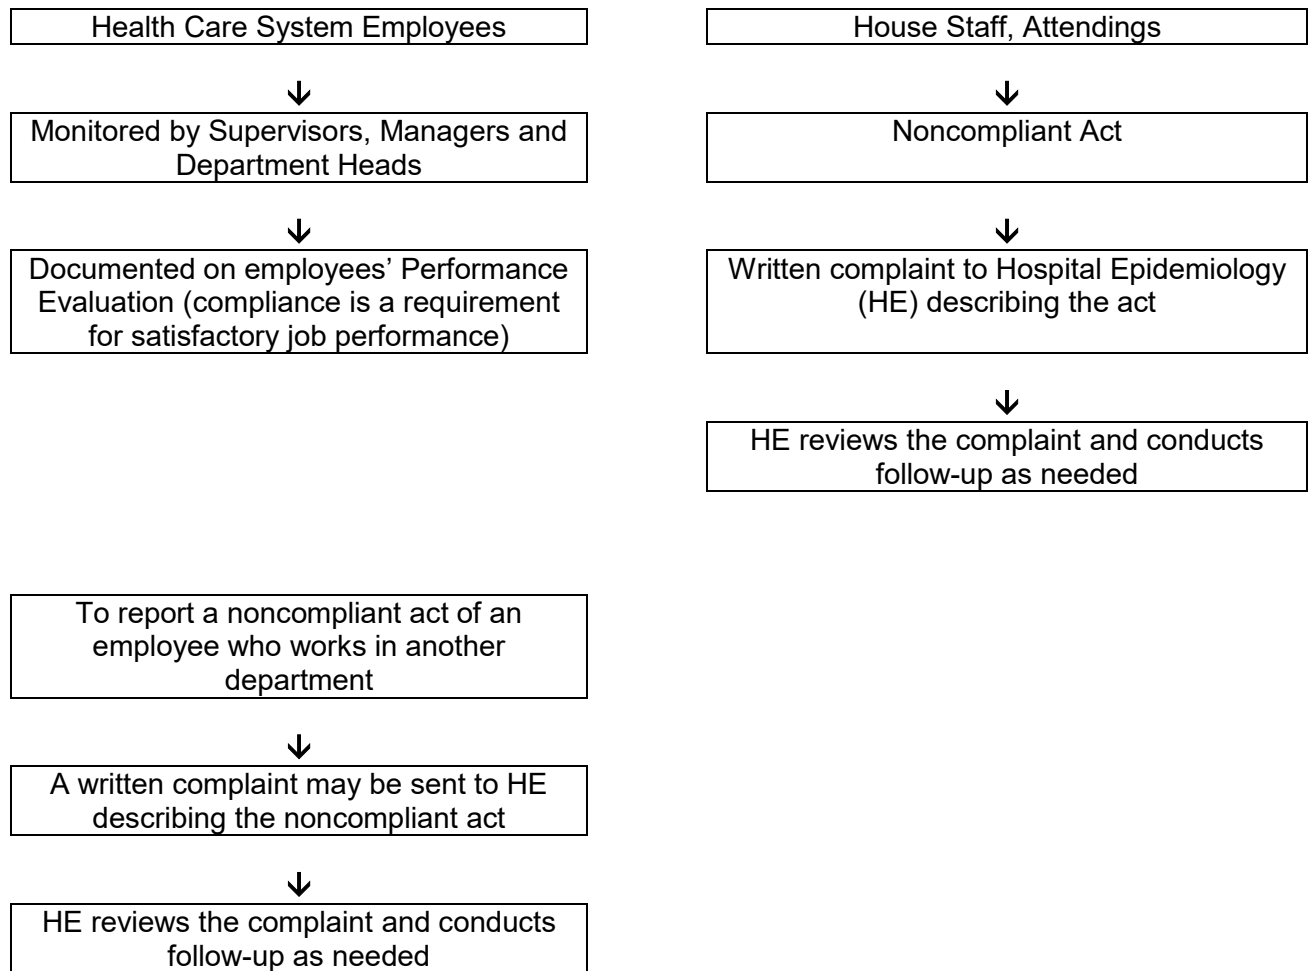 Health Care System Employees
Monitored by Supervisors, Managers and
Department Heads
Documented on employees’ Performance
Evaluation (compliance is a requirement
for satisfactory job performance)
House Staff, Attendings
Noncompliant Act
Written complaint to Hospital Epidemiology
(HE) describing the act
HE reviews the complaint and conducts
follow-up as needed
To report a noncompliant act of an
employee who works in another
department
A written complaint may be sent to HE
describing the noncompliant act
HE reviews the complaint and conducts
follow-up as needed